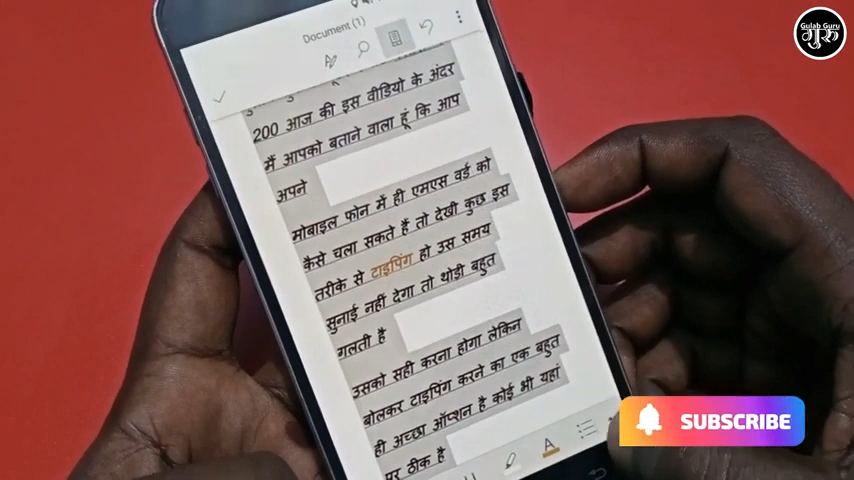 Document (1)
200 आज की इस वीडियो के अंदर
मैं आपको बताने वाला हूं कि आप
अपने
मोबाइल फोन में ही एमएस वर्ड को
कैसे चला सकते हैं तो देखी कुछ इस
तरीके से टाइपिंग हो उस समय
सुनाई नहीं देगा तो थोड़ी बहुत
गलती है
उसको सही करना होगा लेकिन
बोलकर टाइपिंग करने का एक बहुत
ही अच्छा ऑप्शन है कोई भी यहां
पर ठीक है
Gulab Guru
गुरु
SUBSCRIBE